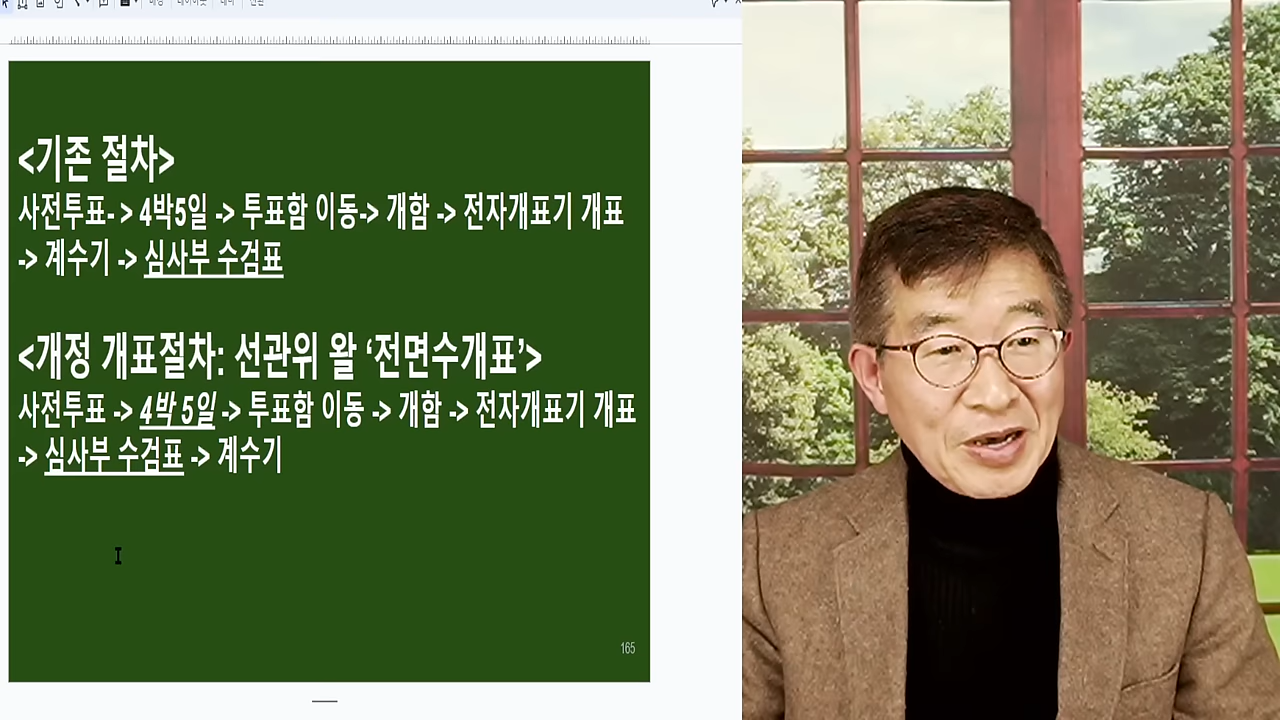 <기존 절차>
사전투표- > 4박5일 -> 투표함 이동-> 개함 -> 전자개표기 개표
-> 계수기 -> 심사부 수검표
<개정 개표절차: 선관위 왈 ‘전면수개표’>
사전투표 -> 4박 5일 -> 투표함 이동 -> 개함 -> 전자개표기 개표
-> 심사부 수검표 -> 계수기
165